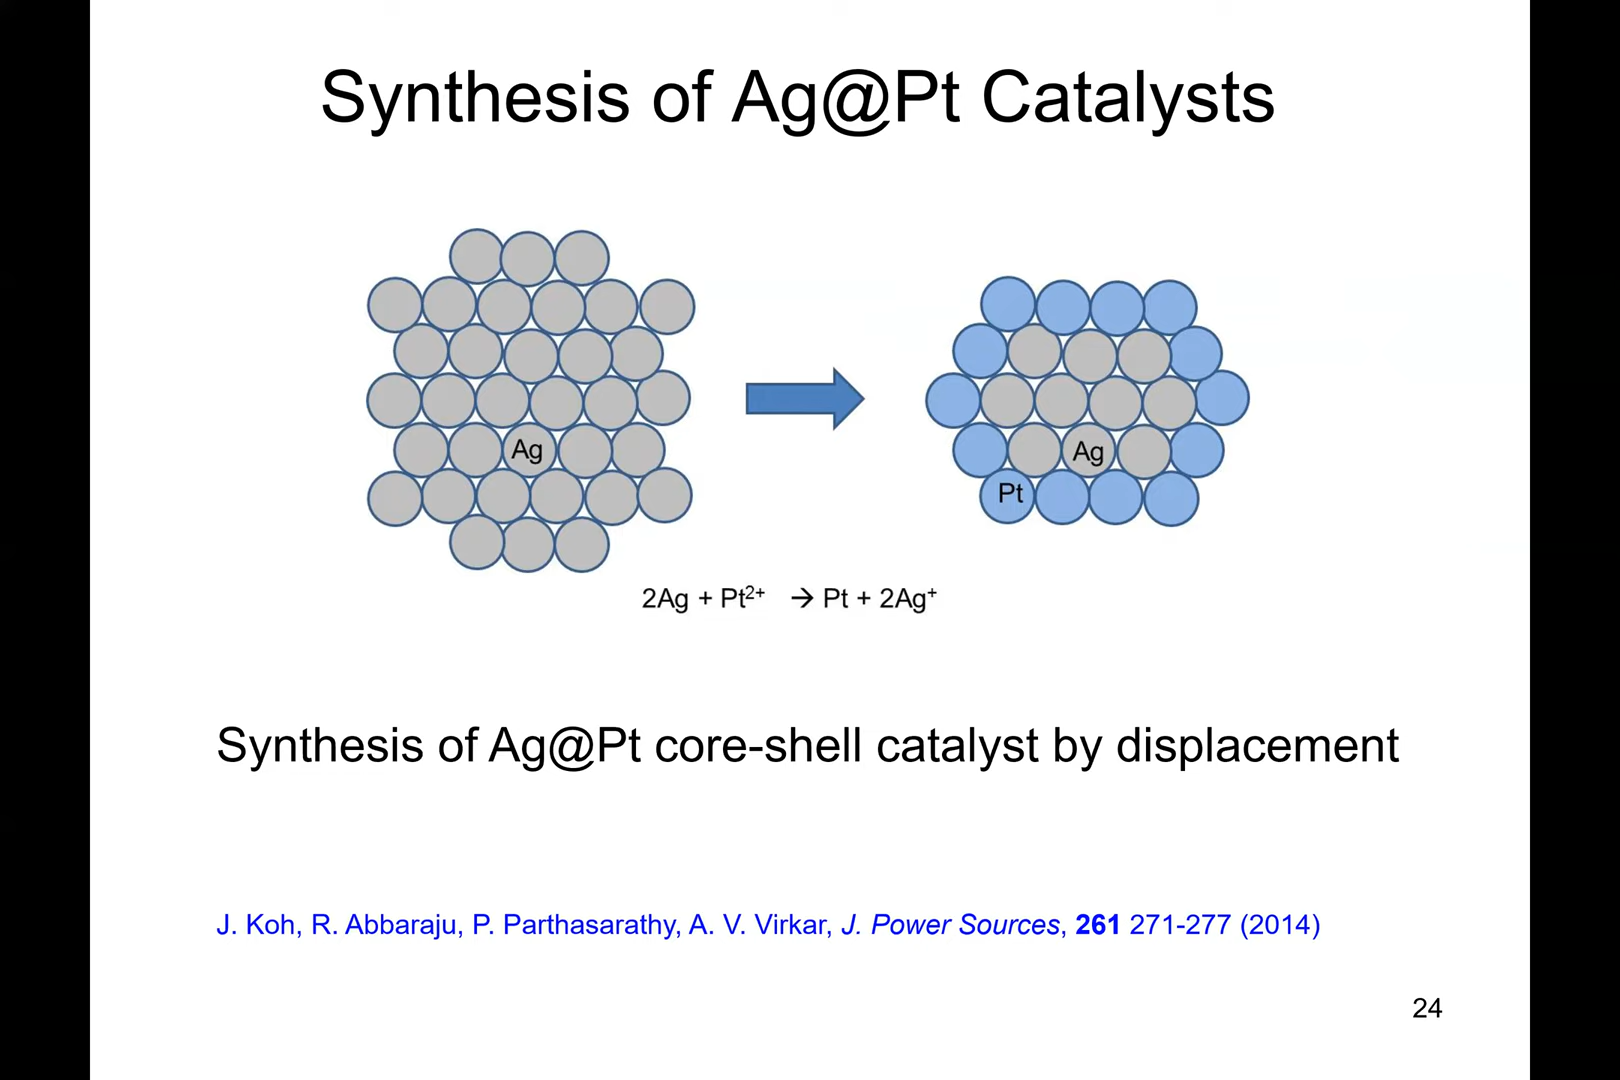 Synthesis of Ag@Pt Catalysts
Ag
Ag
Pt
2Ag + Pt²⁺ → Pt + 2Ag⁺
Synthesis of Ag@Pt core-shell catalyst by displacement
J. Koh, R. Abbaraju, P. Parthasarathy, A. V. Virkar, J. Power Sources, 261 271-277 (2014)
24